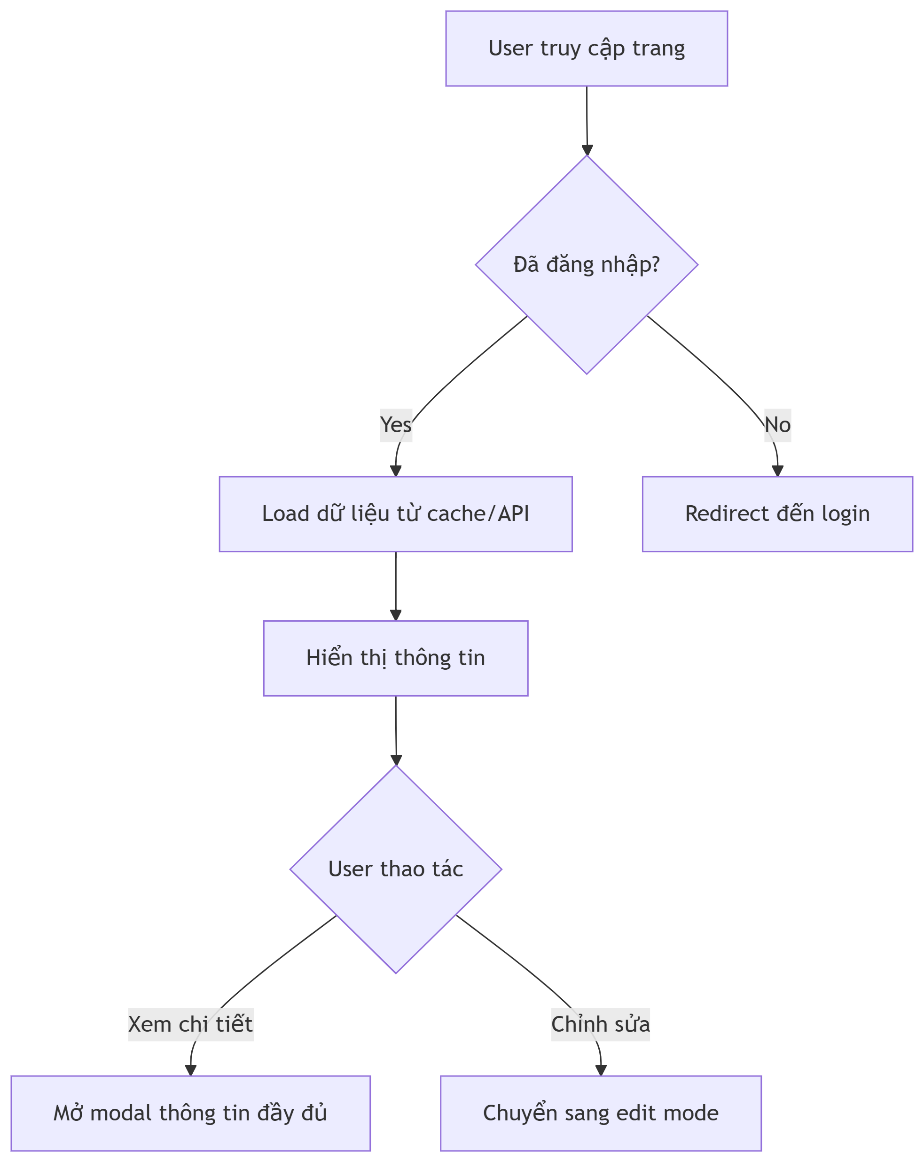 User truy cập trang
Đã đăng nhập?
Yes
No
Load dữ liệu từ cache/API
Redirect đến login
Hiển thị thông tin
User thao tác
Xem chi tiết
Chỉnh sửa
Mở modal thông tin đầy đủ
Chuyển sang edit mode